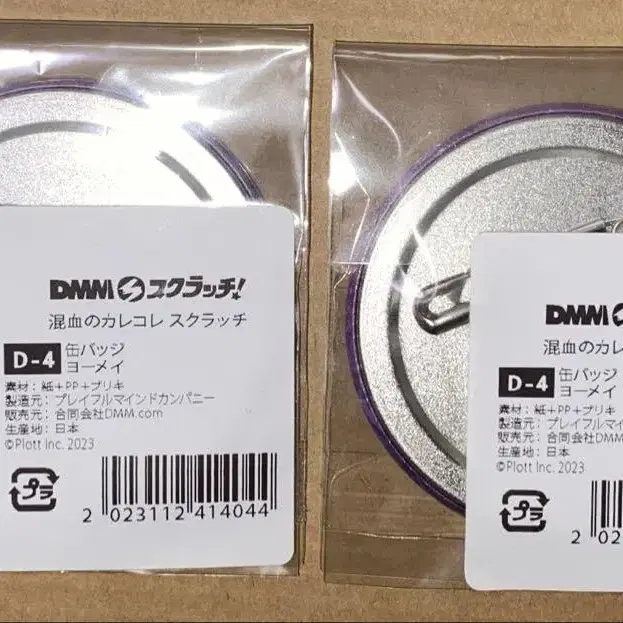 DMMスクラッチ!
混血のカレコレ スクラッチ
D-4 缶バッジ
ヨーメイ
素材：紙+PP+ブリキ
製造元：プレイフルマインドカンパニー
販売元：合同会社DMM.com
生産地：日本
©Plott Inc. 2023
プラ
2 023112 414044
DMM
混血のカレ
D-4 缶バッジ
ヨーメイ
素材：紙+PP+ブリキ
製造元：プレイフルマイ
販売元：合同会社DMM
生産地：日本
©Plott Inc. 2023
プラ
2 02